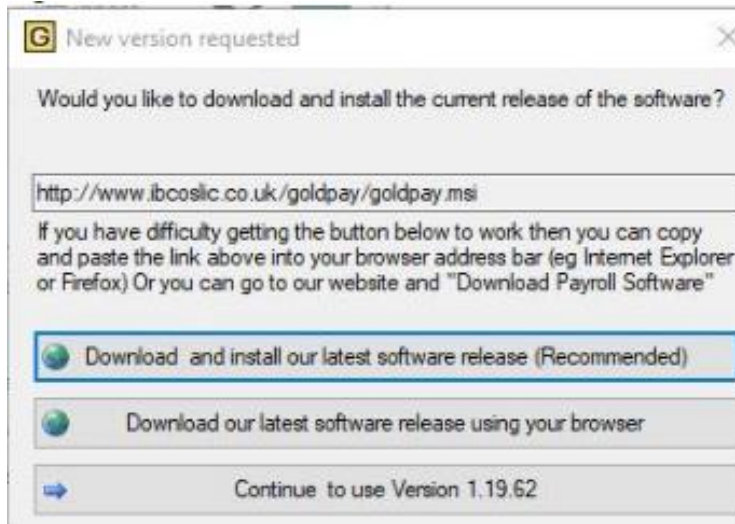 G New version requested
Would you like to download and install the current release of the software?
http://www.ibcoslic.co.uk/goldpay/goldpay.msi
If you have difficulty getting the button below to work then you can copy
and paste the link above into your browser address bar (eg Internet Explorer
or Firefox) Or you can go to our website and "Download Payroll Software"
Download and install our latest software release (Recommended)
Download our latest software release using your browser
Continue to use Version 1.19.62